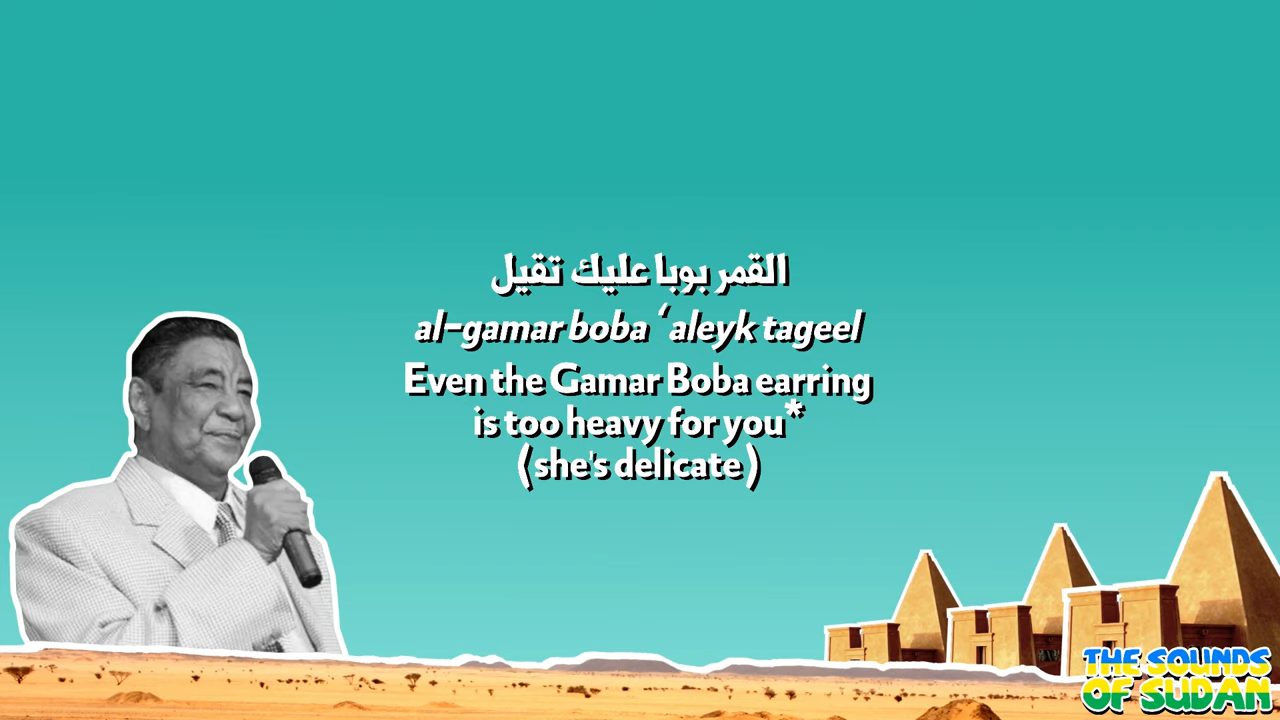 القمر بوبا عليك تقيل
al-gamar boba ‘aleyk tageel
Even the Gamar Boba earring
is too heavy for you*
(she's delicate)
THE SOUNDS
OF SUDAN